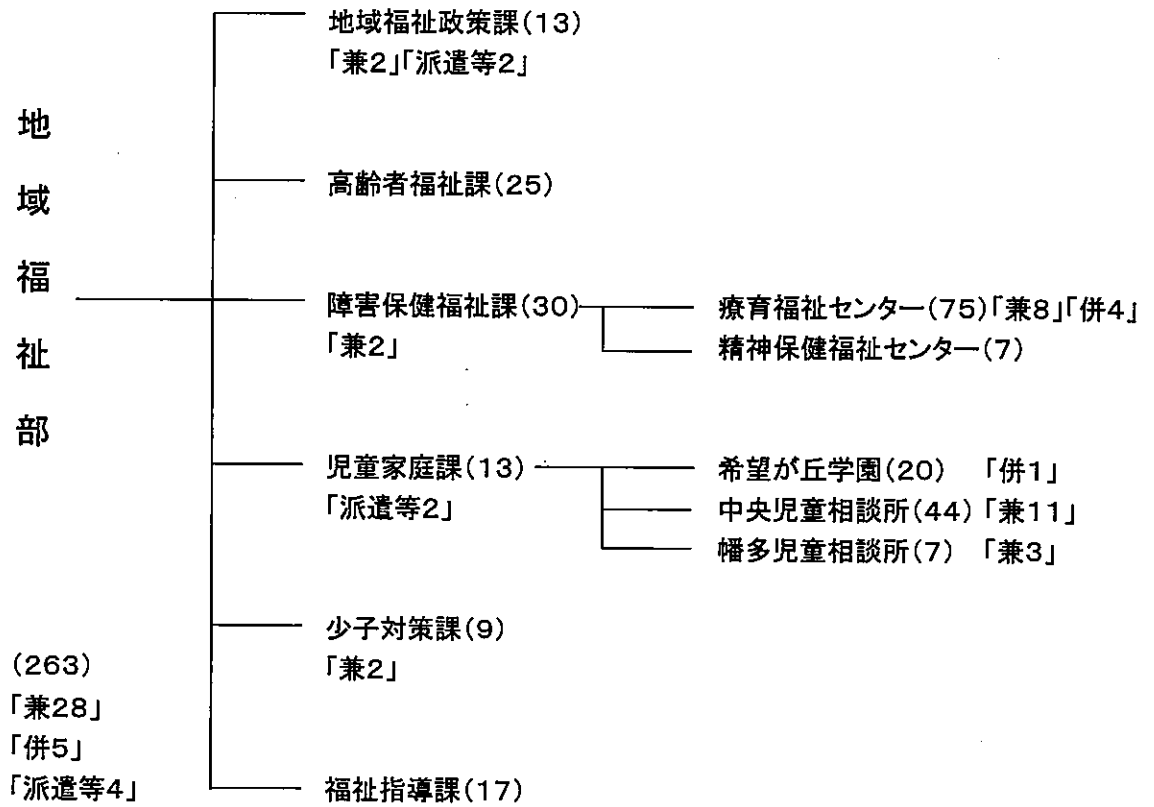 地域福祉部
(263)
「兼28」
「併5」
「派遣等4」
地域福祉政策課(13)
「兼2」「派遣等2」
高齢者福祉課(25)
障害保健福祉課(30)
「兼2」
療育福祉センター(75)「兼8」「併4」
精神保健福祉センター(7)
児童家庭課(13)
「派遣等2」
希望が丘学園(20) 「併1」
中央児童相談所(44)「兼11」
幡多児童相談所(7) 「兼3」
少子対策課(9)
「兼2」
福祉指導課(17)